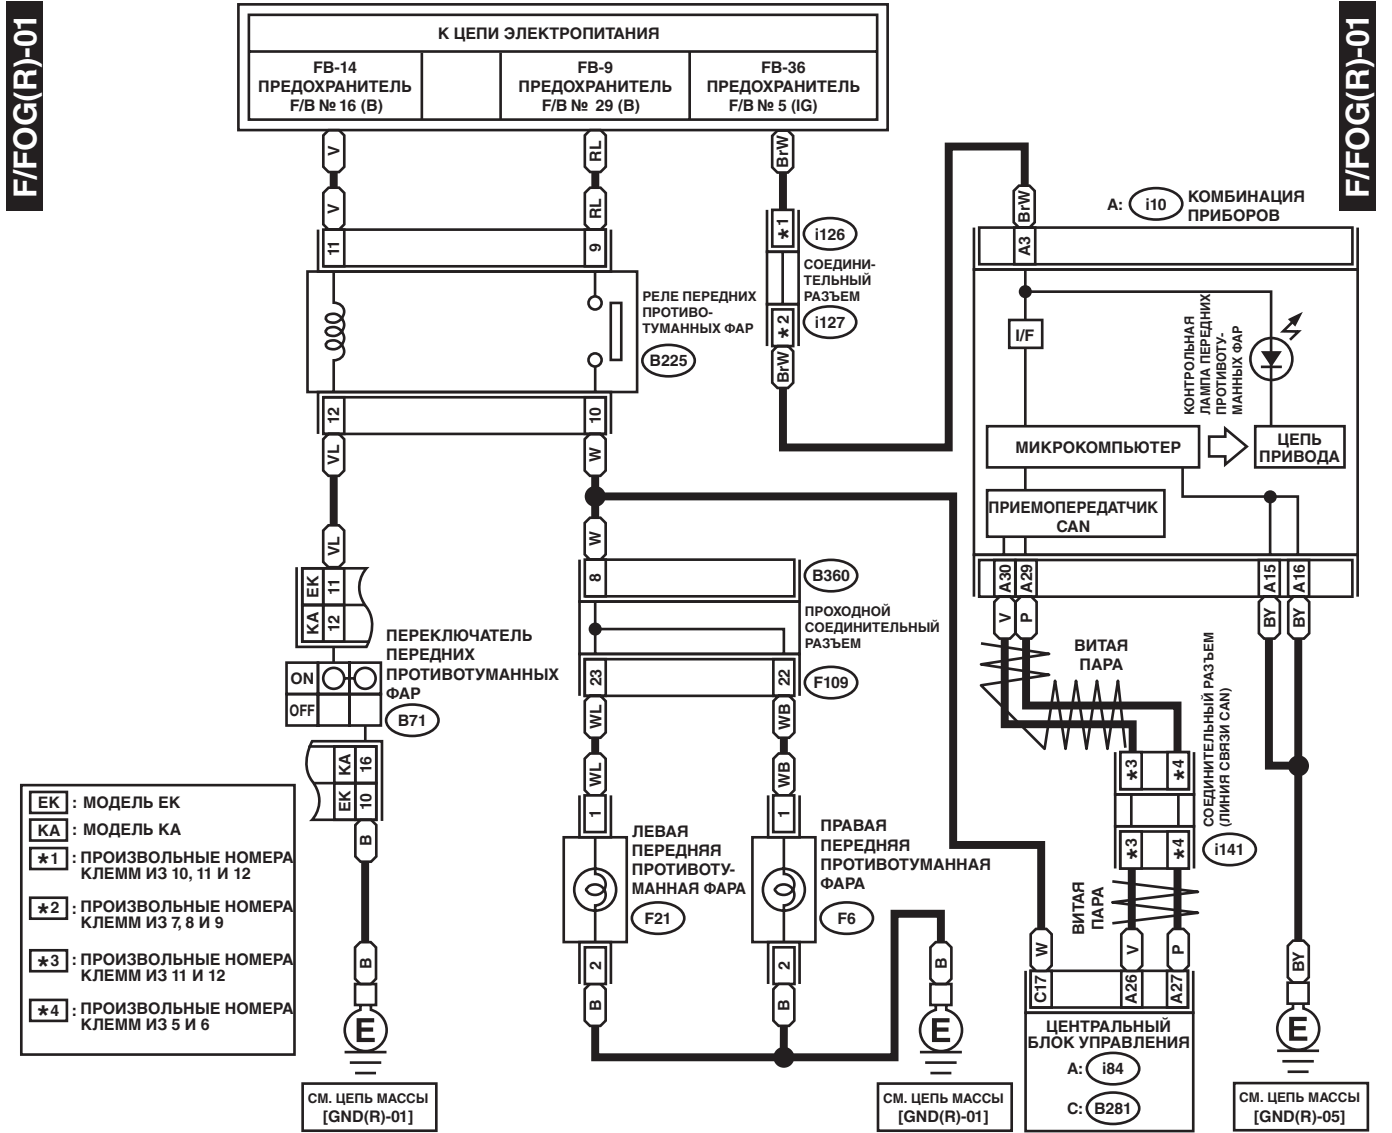 F/FOG(R)-01
F/FOG(R)-01
К ЦЕПИ ЭЛЕКТРОПИТАНИЯ
FB-14
ПРЕДОХРАНИТЕЛЬ
F/B № 16 (B)
FB-9
ПРЕДОХРАНИТЕЛЬ
F/B № 29 (B)
FB-36
ПРЕДОХРАНИТЕЛЬ
F/B № 5 (IG)
V
RL
BrW
V
RL
11
9
*1
i126
СОЕДИНИ-
ТЕЛЬНЫЙ
РАЗЪЕМ
*2
i127
BrW
РЕЛЕ ПЕРЕДНИХ
ПРОТИВО-
ТУМАННЫХ ФАР
B225
12
10
VL
W
VL
W
A: i10
КОМБИНАЦИЯ
ПРИБОРОВ
BrW
A3
I/F
КОНТРОЛЬНАЯ
ЛАМПА ПЕРЕДНИХ
ПРОТИВОТУ-
МАННЫХ ФАР
МИКРОКОМПЬЮТЕР
ЦЕПЬ
ПРИВОДА
ПРИЕМОПЕРЕДАТЧИК
CAN
A30
A29
A15
A16
V
P
BY
BY
ВИТАЯ
ПАРА
EK
11
KA
12
ПЕРЕКЛЮЧАТЕЛЬ
ПЕРЕДНИХ
ПРОТИВОТУМАННЫХ
ФАР
B71
ON
OFF
KA
16
EK
10
B
B
E
СМ. ЦЕПЬ МАССЫ
[GND(R)-01]
8
B360
ПРОХОДНОЙ
СОЕДИНИТЕЛЬНЫЙ
РАЗЪЕМ
23
22
F109
WL
WB
WL
WB
1
1
ЛЕВАЯ
ПЕРЕДНЯЯ
ПРОТИВОТУ-
МАННАЯ ФАРА
F21
ПРАВАЯ
ПЕРЕДНЯЯ
ПРОТИВОТУМАННАЯ
ФАРА
F6
2
2
B
B
B
E
СМ. ЦЕПЬ МАССЫ
[GND(R)-01]
*3
*4
СОЕДИНИТЕЛЬНЫЙ РАЗЪЕМ
(ЛИНИЯ СВЯЗИ CAN)
*3
*4
i141
ВИТАЯ
ПАРА
W
V
P
C17
A26
A27
ЦЕНТРАЛЬНЫЙ
БЛОК УПРАВЛЕНИЯ
A: i84
C: B281
BY
E
СМ. ЦЕПЬ МАССЫ
[GND(R)-05]
EK : МОДЕЛЬ EK
KA : МОДЕЛЬ KA
*1 : ПРОИЗВОЛЬНЫЕ НОМЕРА
КЛЕММ ИЗ 10, 11 И 12
*2 : ПРОИЗВОЛЬНЫЕ НОМЕРА
КЛЕММ ИЗ 7, 8 И 9
*3 : ПРОИЗВОЛЬНЫЕ НОМЕРА
КЛЕММ ИЗ 11 И 12
*4 : ПРОИЗВОЛЬНЫЕ НОМЕРА
КЛЕММ ИЗ 5 И 6